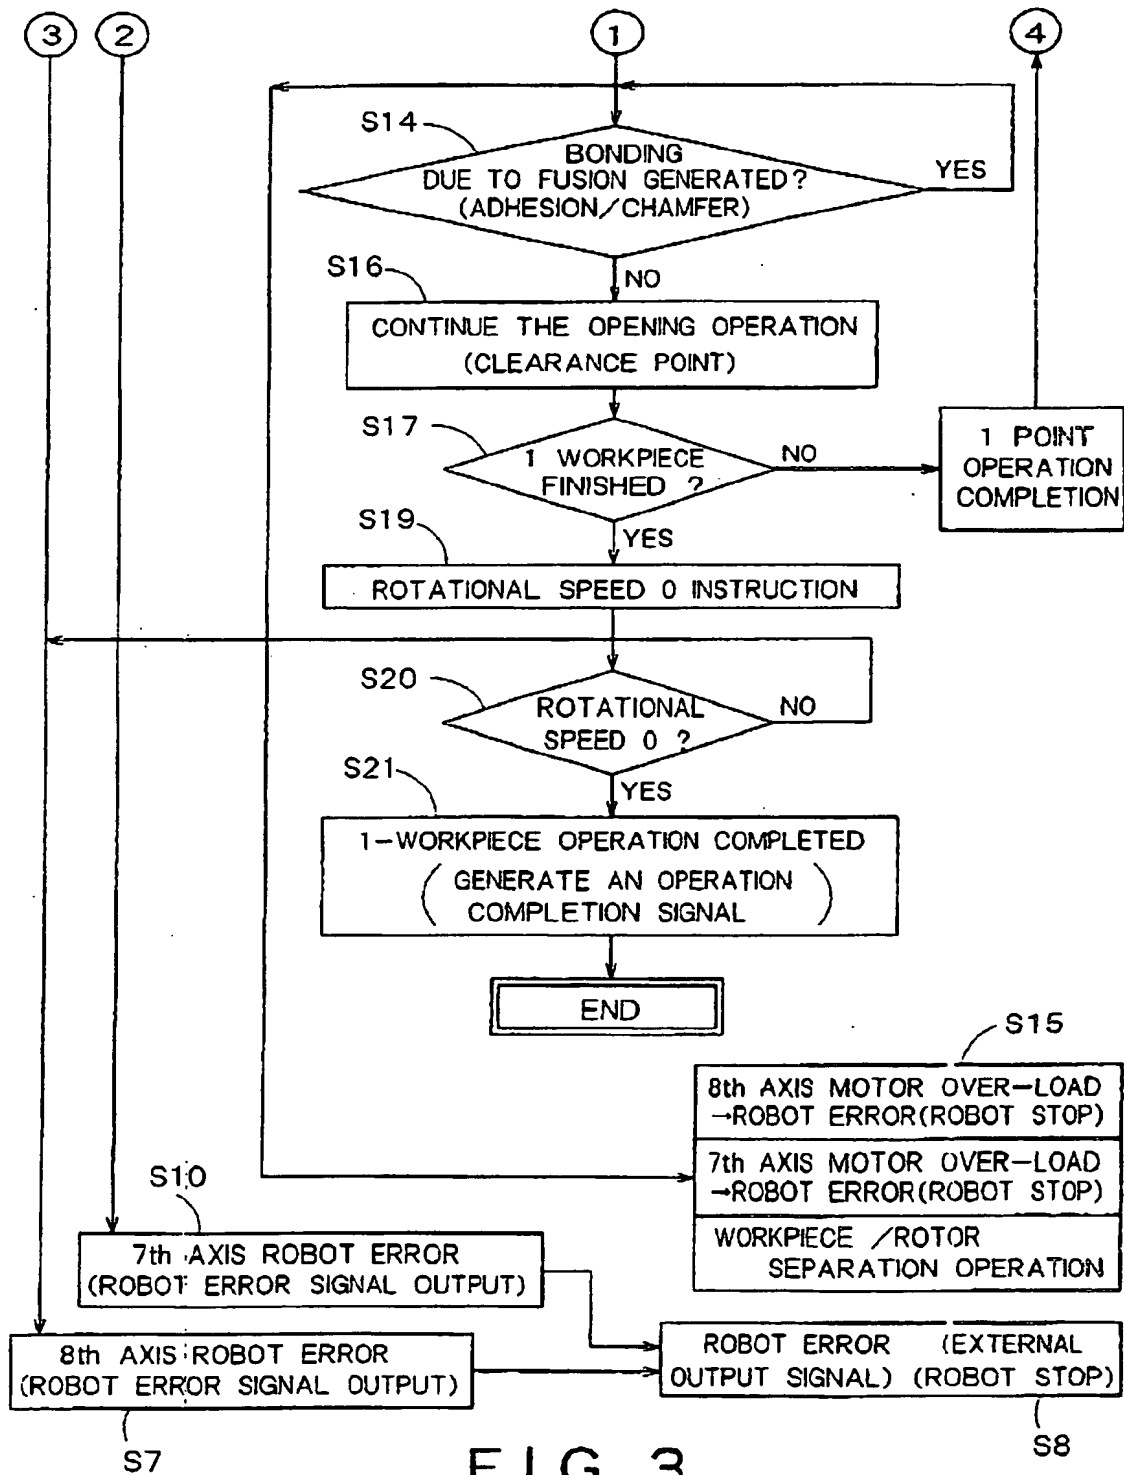 3 2 1 4
S14
BONDING
DUE TO FUSION GENERATED?
(ADHESION/CHAMFER)
YES
S16
NO
CONTINUE THE OPENING OPERATION
(CLEARANCE POINT)
S17
1 WORKPIECE
FINISHED ?
NO
1 POINT
OPERATION
COMPLETION
S19
YES
ROTATIONAL SPEED 0 INSTRUCTION
S20
ROTATIONAL
SPEED 0 ?
NO
S21
YES
1-WORKPIECE OPERATION COMPLETED
(GENERATE AN OPERATION
COMPLETION SIGNAL)
END
S15
8th AXIS MOTOR OVER-LOAD
→ROBOT ERROR(ROBOT STOP)
7th AXIS MOTOR OVER-LOAD
→ROBOT ERROR(ROBOT STOP)
WORKPIECE /ROTOR
SEPARATION OPERATION
S10
7th AXIS ROBOT ERROR
(ROBOT ERROR SIGNAL OUTPUT)
8th AXIS ROBOT ERROR
(ROBOT ERROR SIGNAL OUTPUT)
S7
ROBOT ERROR (EXTERNAL
OUTPUT SIGNAL) (ROBOT STOP)
S8
FIG 3